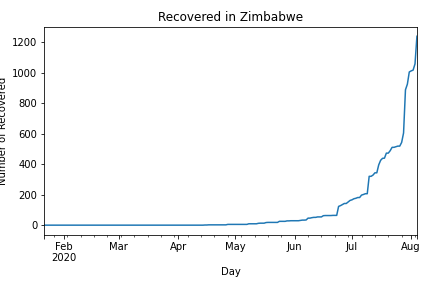 Recovered in Zimbabwe
Number of Recovered
1200
1000
800
600
400
200
0
Feb Mar Apr May Jun Jul Aug
2020
Day